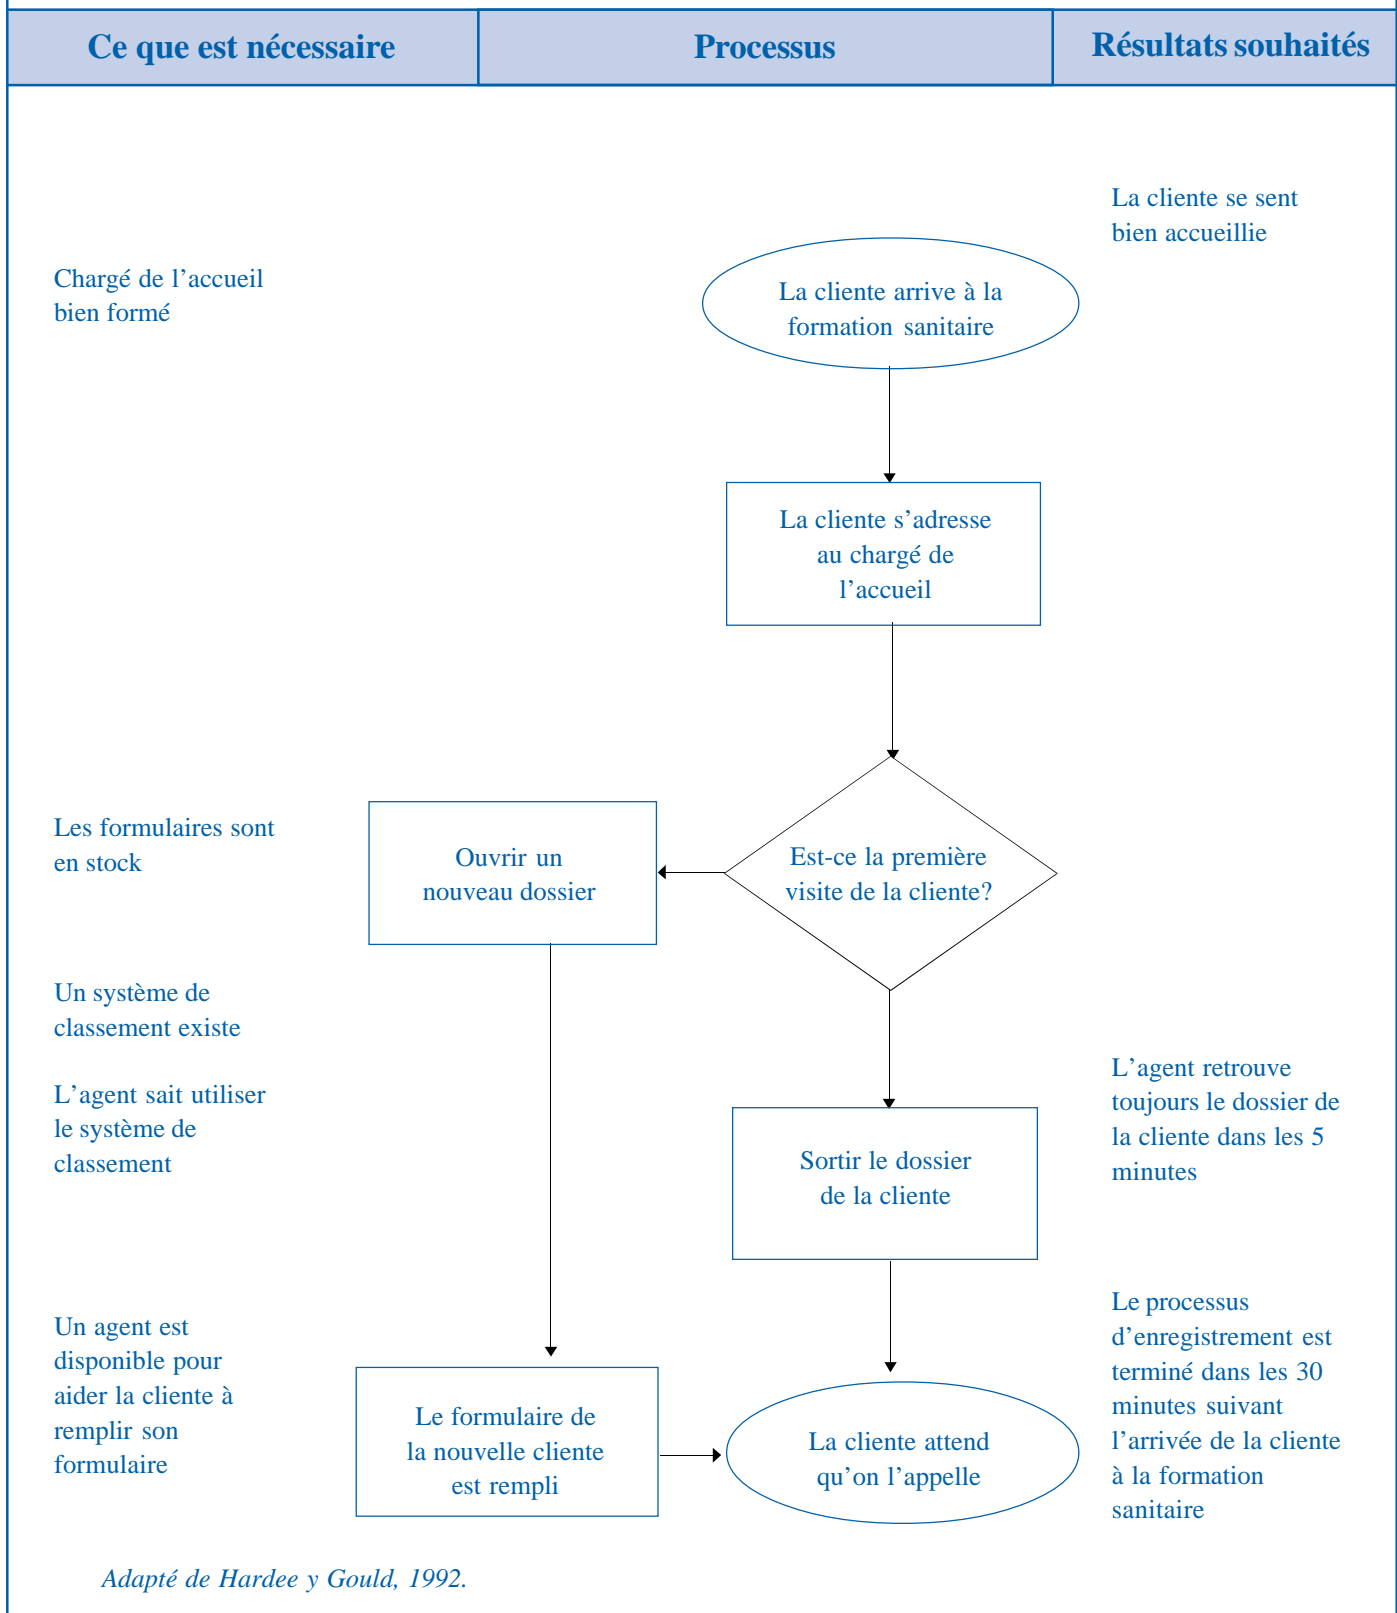 Ce que est nécessaire
Processus
Résultats souhaités
La cliente se sent
bien accueillie
Chargé de l’accueil
bien formé
La cliente arrive à la
formation sanitaire
La cliente s’adresse
au chargé de
l’accueil
Les formulaires sont
en stock
Ouvrir un
nouveau dossier
Est-ce la première
visite de la cliente?
Un système de
classement existe
L’agent sait utiliser
le système de
classement
Sortir le dossier
de la cliente
L’agent retrouve
toujours le dossier de
la cliente dans les 5
minutes
Un agent est
disponible pour
aider la cliente à
remplir son
formulaire
Le formulaire de
la nouvelle cliente
est rempli
La cliente attend
qu’on l’appelle
Le processus
d’enregistrement est
terminé dans les 30
minutes suivant
l’arrivée de la cliente
à la formation
sanitaire
Adapté de Hardee y Gould, 1992.